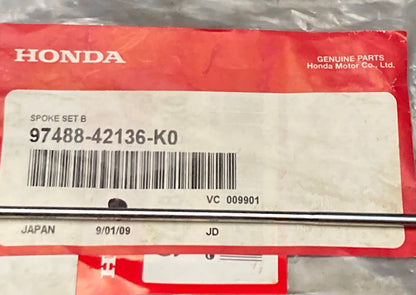 HONDA
GENUINE PARTS
Honda Motor Co., Ltd.
SPOKE SET B
97488-42136-K0
VC 009901
JAPAN 9/01/09 JD
H